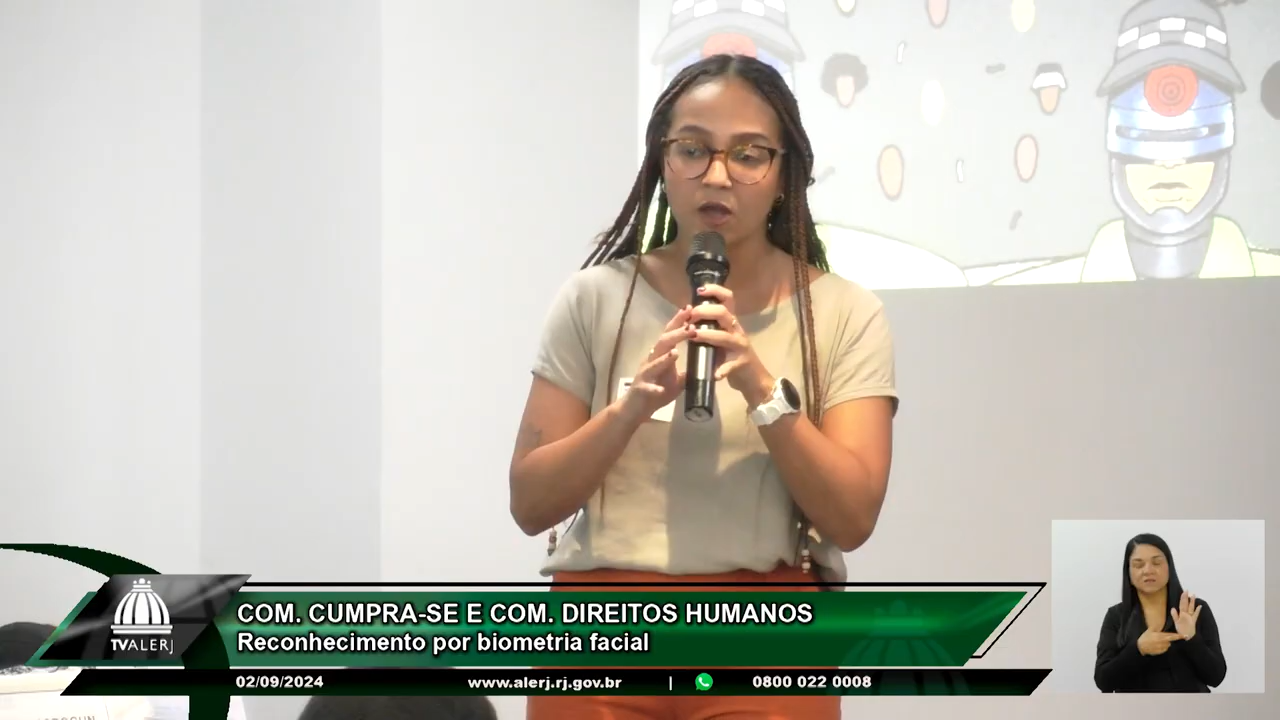 COM. CUMPRA-SE E COM. DIREITOS HUMANOS
TVALERJ
Reconhecimento por biometria facial
02/09/2024 www.alerj.rj.gov.br | 0800 022 0008